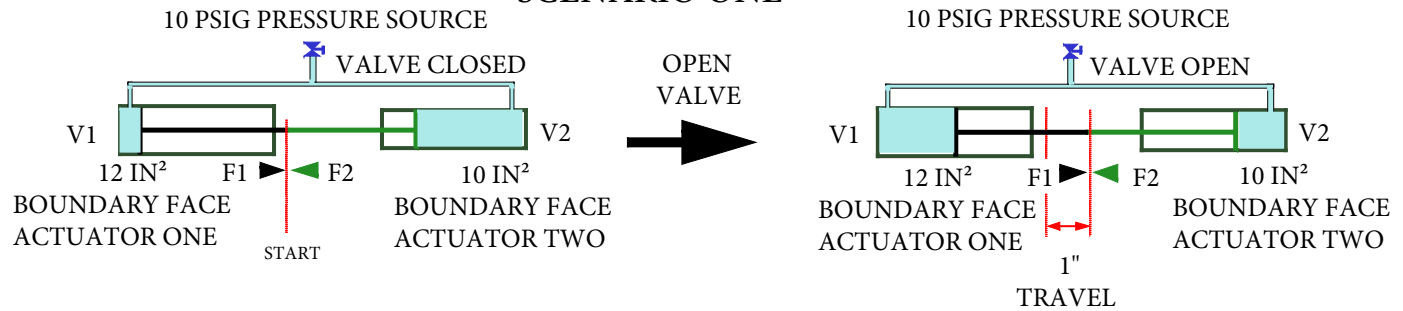 SCENARIO ONE
10 PSIG PRESSURE SOURCE
VALVE CLOSED
V1
V2
12 IN²
F1
F2
10 IN²
BOUNDARY FACE
ACTUATOR ONE
BOUNDARY FACE
ACTUATOR TWO
START
OPEN
VALVE
10 PSIG PRESSURE SOURCE
VALVE OPEN
V1
V2
12 IN²
F1
F2
10 IN²
BOUNDARY FACE
ACTUATOR ONE
BOUNDARY FACE
ACTUATOR TWO
1"
TRAVEL